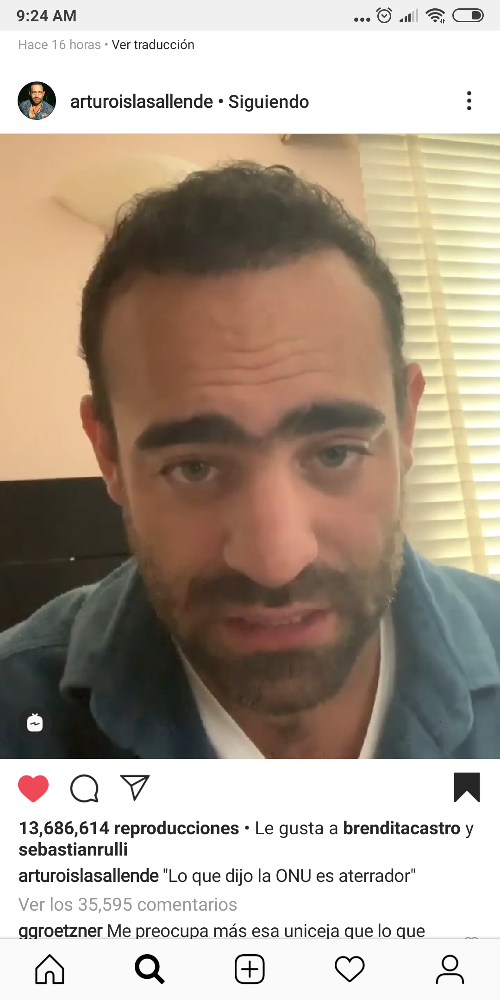 9:24 AM
Hace 16 horas • Ver traducción
arturoislasallende • Siguiendo
13,686,614 reproducciones • Le gusta a brenditacastro y
sebastianrulli
arturoislasallende "Lo que dijo la ONU es aterrador"
Ver los 35,595 comentarios
ggroetzner Me preocupa más esa uniceja que lo que